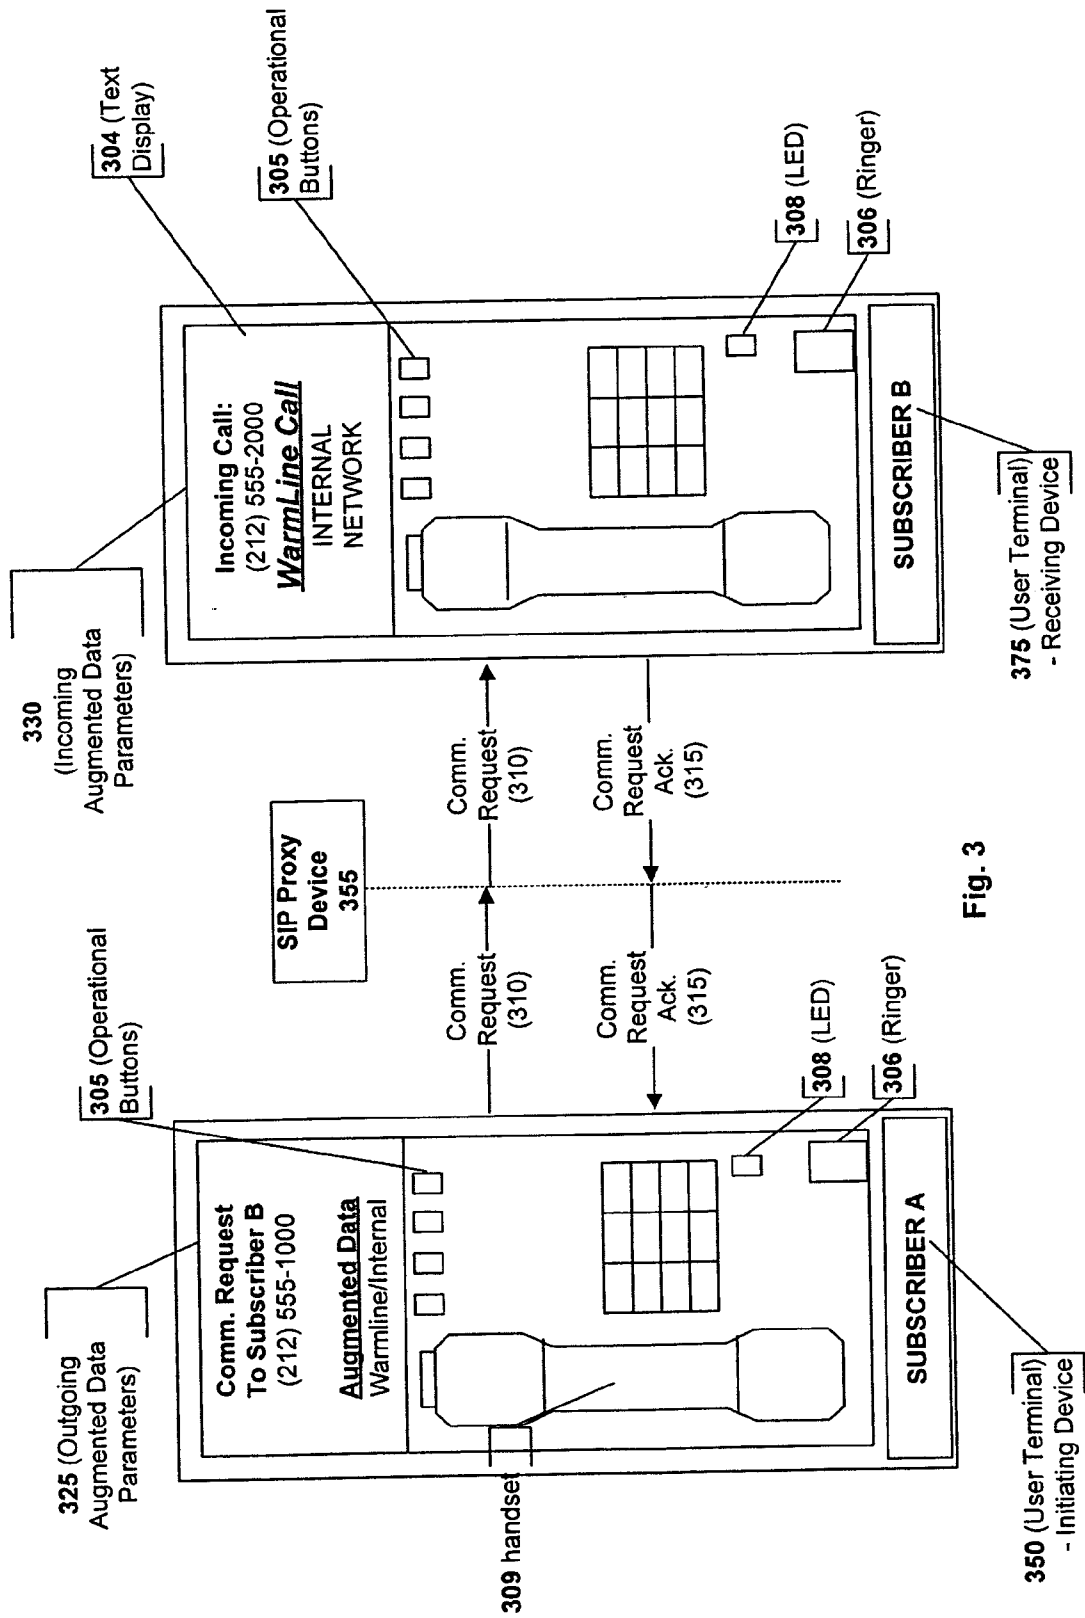 325 (Outgoing
Augmented Data
Parameters)
305 (Operational
Buttons)
Comm. Request
To Subscriber B
(212) 555-1000
Augmented Data
Warmline/Internal
309 handset
308 (LED)
306 (Ringer)
SUBSCRIBER A
350 (User Terminal)
- Initiating Device
SIP Proxy
Device
355
Comm.
Request
(310)
Comm.
Request
(310)
Comm.
Request
Ack.
(315)
Comm.
Request
Ack.
(315)
330
(Incoming
Augmented Data
Parameters)
304 (Text
Display)
305 (Operational
Buttons)
Incoming Call:
(212) 555-2000
WarmLine Call
INTERNAL
NETWORK
308 (LED)
306 (Ringer)
SUBSCRIBER B
375 (User Terminal)
- Receiving Device
Fig. 3